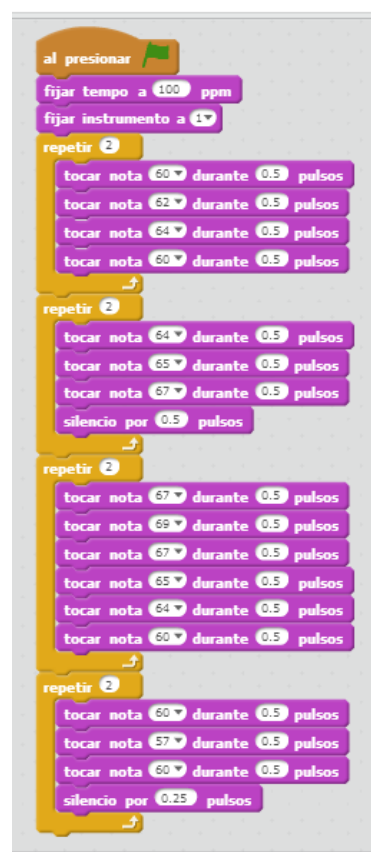 al presionar
fijar tempo a 100 ppm
fijar instrumento a 1
repetir 2
tocar nota 60 durante 0.5 pulsos
tocar nota 62 durante 0.5 pulsos
tocar nota 64 durante 0.5 pulsos
tocar nota 60 durante 0.5 pulsos
repetir 2
tocar nota 64 durante 0.5 pulsos
tocar nota 65 durante 0.5 pulsos
tocar nota 67 durante 0.5 pulsos
silencio por 0.5 pulsos
repetir 2
tocar nota 67 durante 0.5 pulsos
tocar nota 69 durante 0.5 pulsos
tocar nota 67 durante 0.5 pulsos
tocar nota 65 durante 0.5 pulsos
tocar nota 64 durante 0.5 pulsos
tocar nota 60 durante 0.5 pulsos
repetir 2
tocar nota 60 durante 0.5 pulsos
tocar nota 57 durante 0.5 pulsos
tocar nota 60 durante 0.5 pulsos
silencio por 0.25 pulsos